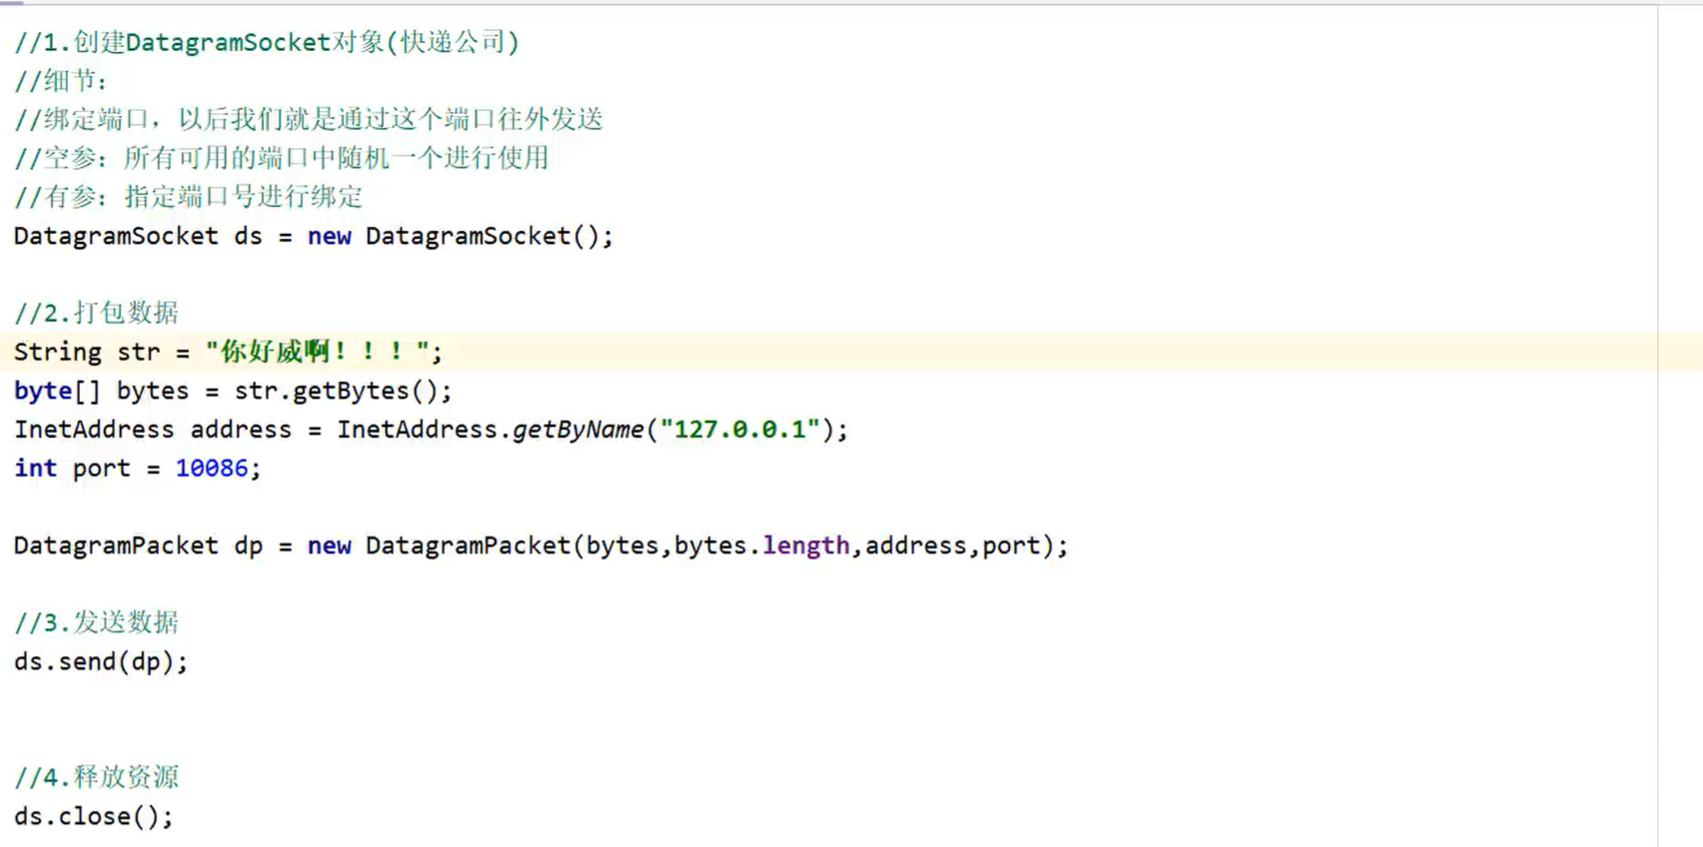 //1.创建DatagramSocket对象(快递公司)
//细节：
//绑定端口，以后我们就是通过这个端口往外发送
//空参：所有可用的端口中随机一个进行使用
//有参：指定端口号进行绑定
DatagramSocket ds = new DatagramSocket();
//2.打包数据
String str = "你好威啊！！！";
byte[] bytes = str.getBytes();
InetAddress address = InetAddress.getByName("127.0.0.1");
int port = 10086;
DatagramPacket dp = new DatagramPacket(bytes,bytes.length,address,port);
//3.发送数据
ds.send(dp);
//4.释放资源
ds.close();